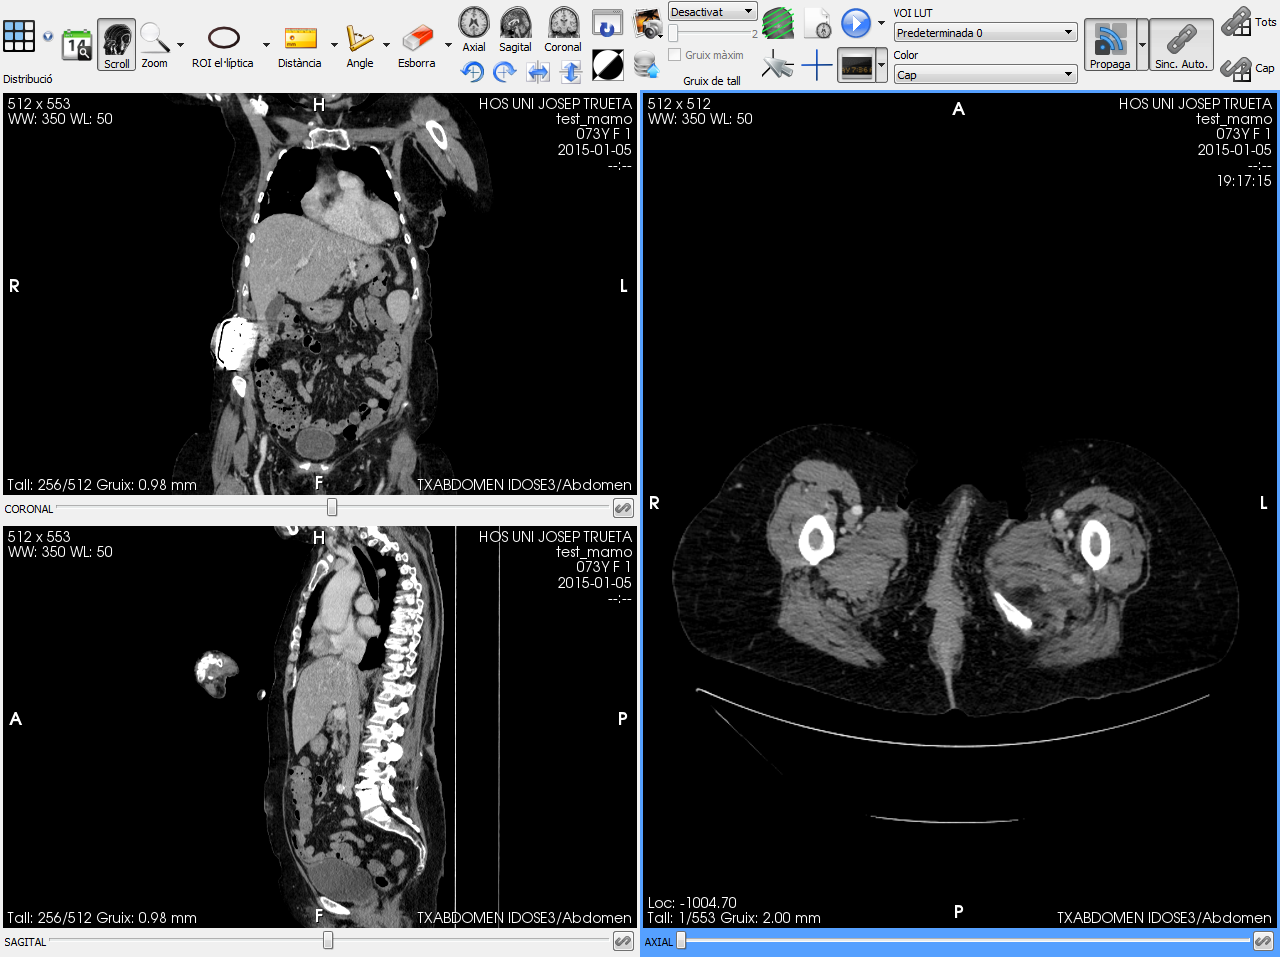 Distribució
14
Scroll
Zoom
ROI el·líptica
Distància
Angle
Esborra
Axial
Sagital
Coronal
Desactivat
2
Gruix màxim
Gruix de tall
VOI LUT
Predeterminada 0
Color
Cap
Propaga
Sinc. Auto.
Tots
Cap
512 x 553
WW: 350 WL: 50
H
HOS UNI JOSEP TRUETA
test_mamo
073Y F 1
2015-01-05
--:--
R
L
Tall: 256/512 Gruix: 0.98 mm
F
TXABDOMEN IDOSE3/Abdomen
CORONAL
512 x 553
WW: 350 WL: 50
H
HOS UNI JOSEP TRUETA
test_mamo
073Y F 1
2015-01-05
--:--
A
P
Tall: 256/512 Gruix: 0.98 mm
F
TXABDOMEN IDOSE3/Abdomen
SAGITAL
512 x 512
WW: 350 WL: 50
A
HOS UNI JOSEP TRUETA
test_mamo
073Y F 1
2015-01-05
--:--
19:17:15
R
L
Loc: -1004.70
Tall: 1/553 Gruix: 2.00 mm
P
TXABDOMEN IDOSE3/Abdomen
AXIAL